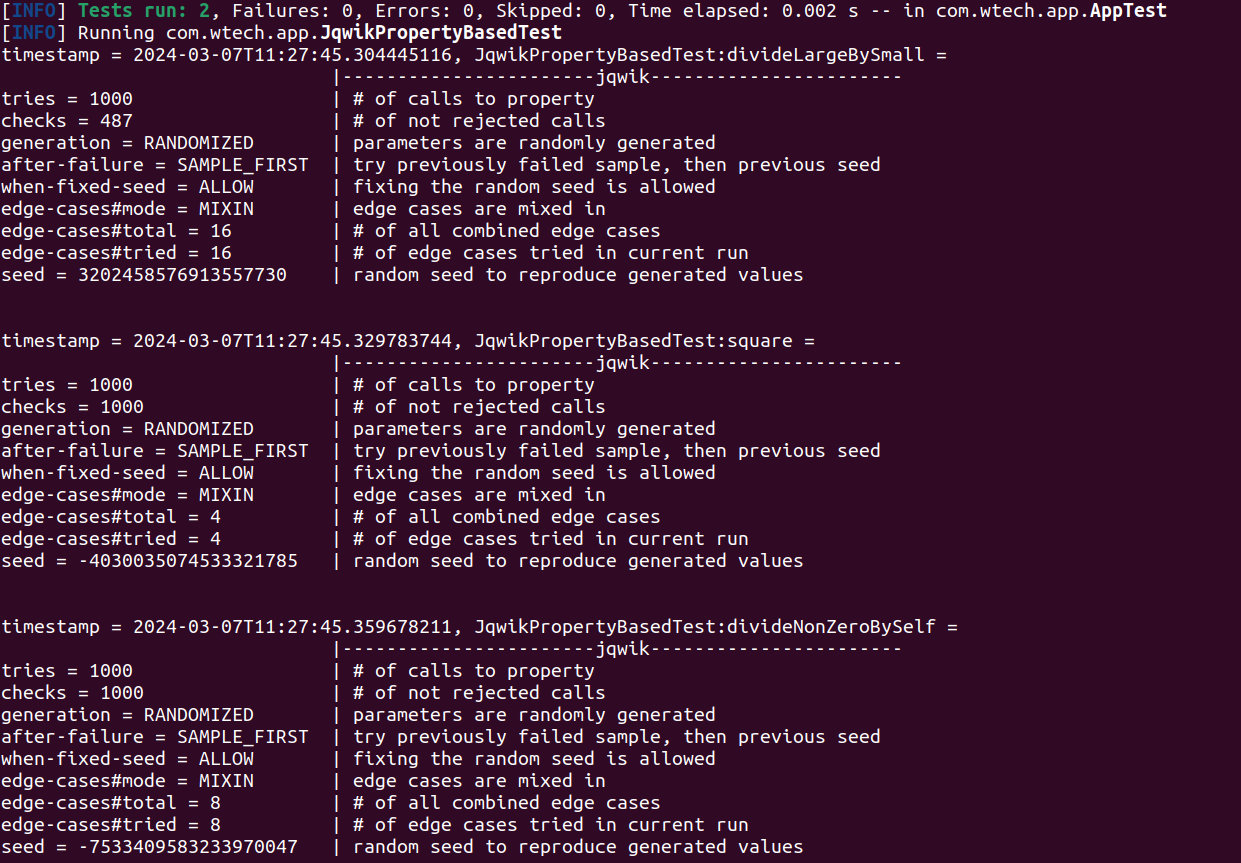 [INFO] Tests run: 2, Failures: 0, Errors: 0, Skipped: 0, Time elapsed: 0.002 s -- in com.wtech.app.AppTest
[INFO] Running com.wtech.app.JqwikPropertyBasedTest
timestamp = 2024-03-07T11:27:45.304445116, JqwikPropertyBasedTest:divideLargeBySmall =
                              |-----------------------jqwik-----------------------
tries = 1000                  | # of calls to property
checks = 487                  | # of not rejected calls
generation = RANDOMIZED       | parameters are randomly generated
after-failure = SAMPLE_FIRST  | try previously failed sample, then previous seed
when-fixed-seed = ALLOW       | fixing the random seed is allowed
edge-cases#mode = MIXIN       | edge cases are mixed in
edge-cases#total = 16         | # of all combined edge cases
edge-cases#tried = 16         | # of edge cases tried in current run
seed = 3202458576913557730    | random seed to reproduce generated values
timestamp = 2024-03-07T11:27:45.329783744, JqwikPropertyBasedTest:square =
                              |-----------------------jqwik-----------------------
tries = 1000                  | # of calls to property
checks = 1000                 | # of not rejected calls
generation = RANDOMIZED       | parameters are randomly generated
after-failure = SAMPLE_FIRST  | try previously failed sample, then previous seed
when-fixed-seed = ALLOW       | fixing the random seed is allowed
edge-cases#mode = MIXIN       | edge cases are mixed in
edge-cases#total = 4          | # of all combined edge cases
edge-cases#tried = 4          | # of edge cases tried in current run
seed = -4030035074533321785   | random seed to reproduce generated values
timestamp = 2024-03-07T11:27:45.359678211, JqwikPropertyBasedTest:divideNonZeroBySelf =
                              |-----------------------jqwik-----------------------
tries = 1000                  | # of calls to property
checks = 1000                 | # of not rejected calls
generation = RANDOMIZED       | parameters are randomly generated
after-failure = SAMPLE_FIRST  | try previously failed sample, then previous seed
when-fixed-seed = ALLOW       | fixing the random seed is allowed
edge-cases#mode = MIXIN       | edge cases are mixed in
edge-cases#total = 8          | # of all combined edge cases
edge-cases#tried = 8          | # of edge cases tried in current run
seed = -7533409583233970047   | random seed to reproduce generated values